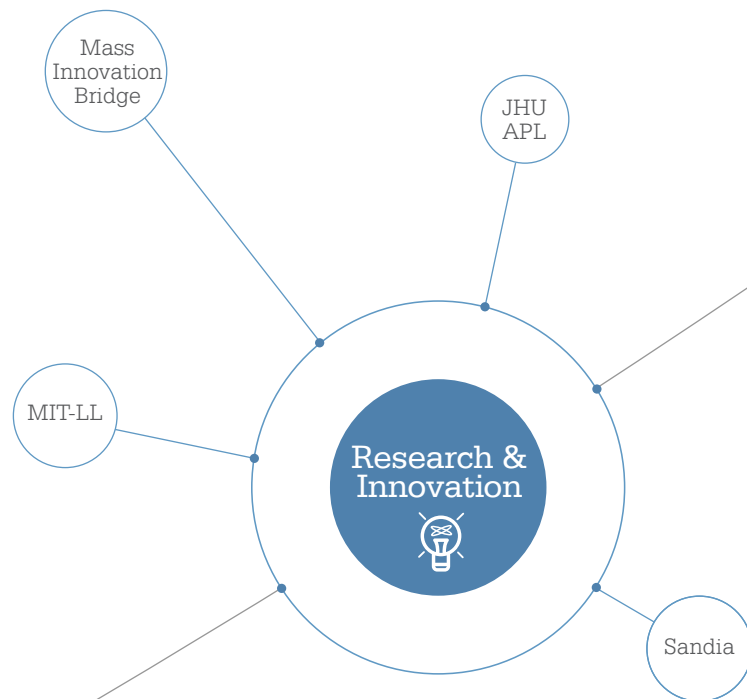 Mass
Innovation
Bridge
JHU
APL
MIT-LL
Research &
Innovation
Sandia